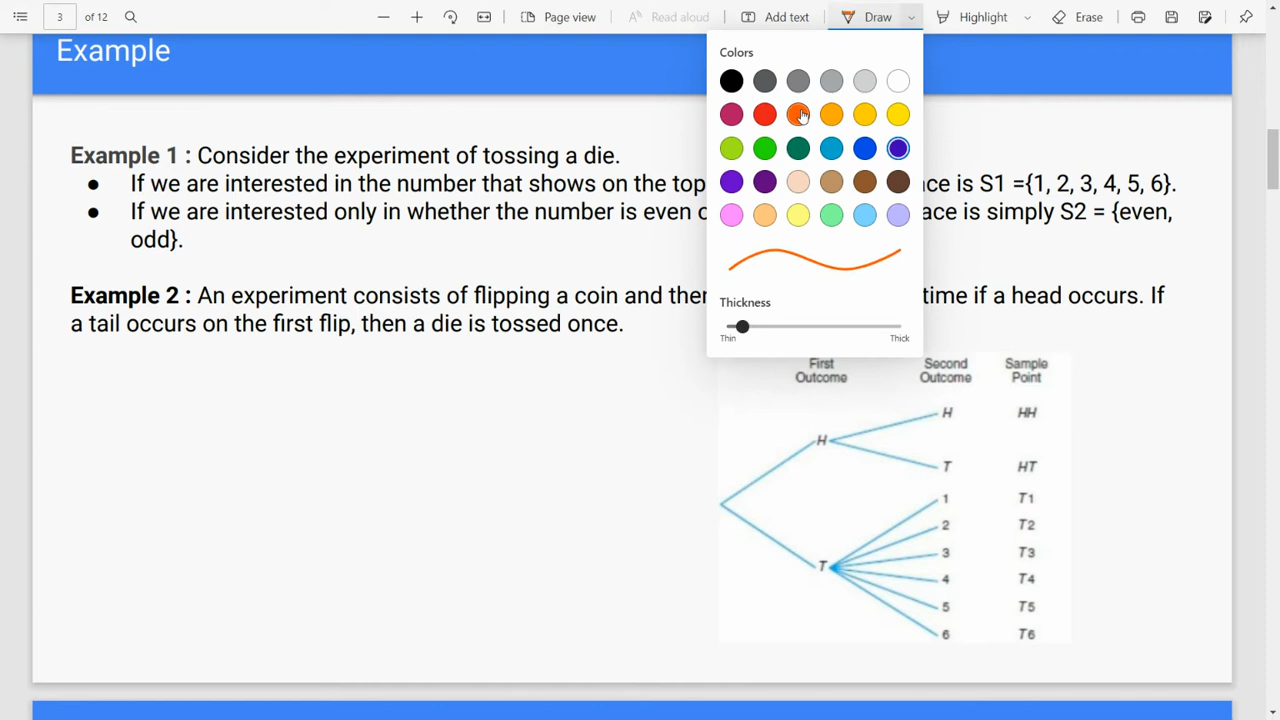 3 of 12 Page view Read aloud Add text Draw Highlight Erase
Example
Colors
Example 1 : Consider the experiment of tossing a die.
● If we are interested in the number that shows on the top ace is S1 ={1, 2, 3, 4, 5, 6}.
● If we are interested only in whether the number is even ace is simply S2 = {even,
odd}.
Example 2 : An experiment consists of flipping a coin and then time if a head occurs. If
a tail occurs on the first flip, then a die is tossed once.
Thickness
Thin Thick
First Second Sample
Outcome Outcome Point
H HH
H
T HT
1 T1
2 T2
3 T3
T
4 T4
5 T5
6 T6